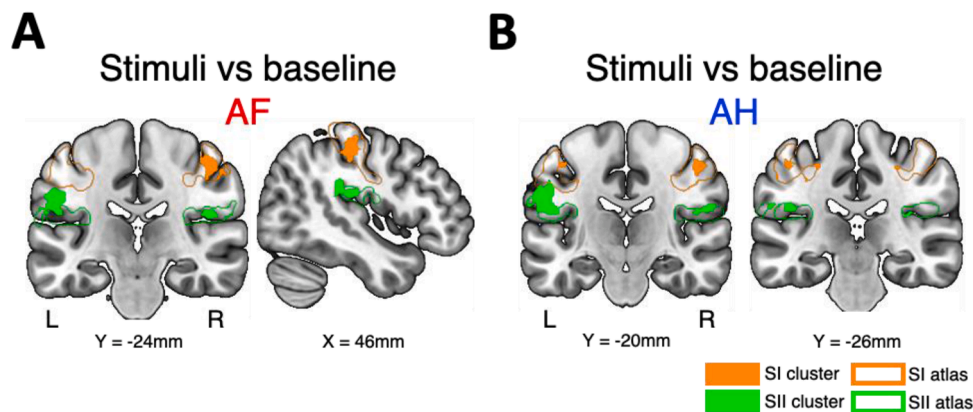 A
Stimuli vs baseline
AF
L
R
Y = -24mm
X = 46mm
B
Stimuli vs baseline
AH
L
R
Y = -20mm
Y = -26mm
SI cluster
SI atlas
SII cluster
SII atlas